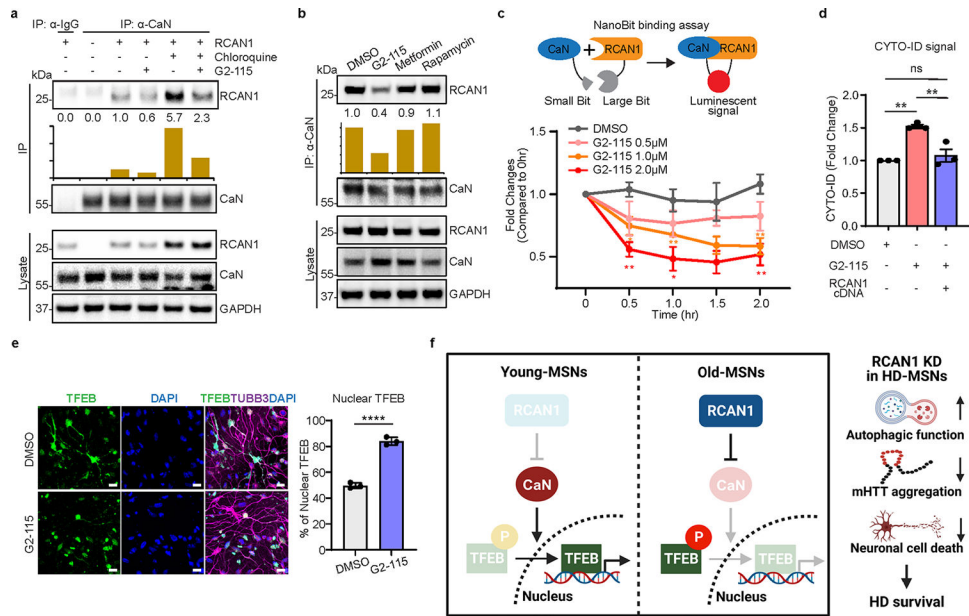 a
IP: α-IgG
IP: α-CaN
+ - + + + + RCAN1
- - - - + + Chloroquine
- - - + - + G2-115
kDa
25-
RCAN1
0.0 0.0 1.0 0.6 5.7 2.3
IP
55-
CaN
25-
RCAN1
55-
CaN
37-
GAPDH
Lysate
b
DMSO
G2-115
Metformin
Rapamycin
kDa
25-
RCAN1
1.0 0.4 0.9 1.1
IP: α-CaN
55-
CaN
25-
RCAN1
55-
CaN
37-
GAPDH
Lysate
c
NanoBit binding assay
CaN + RCAN1
CaN RCAN1
Small Bit Large Bit
Luminescent
signal
DMSO
G2-115 0.5µM
G2-115 1.0µM
G2-115 2.0µM
Fold Changes
(Compared to 0hr)
1.5
1.0
0.5
**
**
*
**
**
*
**
0 0.5 1.0 1.5 2.0
Time (hr)
d
CYTO-ID signal
ns
** **
CYTO-ID (Fold Change)
2.0
1.5
1.0
0.5
0.0
DMSO + - -
G2-115 - + +
RCAN1
cDNA - - +
e
TFEB
DAPI
TFEBTUBB3DAPI
DMSO
G2-115
Nuclear TFEB
****
% of Nuclear TFEB
100
80
60
40
20
0
DMSO
G2-115
f
Young-MSNs
RCAN1
CaN
P
TFEB
TFEB
Nucleus
Old-MSNs
RCAN1
CaN
P
TFEB
TFEB
Nucleus
RCAN1 KD
in HD-MSNs
Autophagic function
mHTT aggregation
Neuronal cell death
HD survival